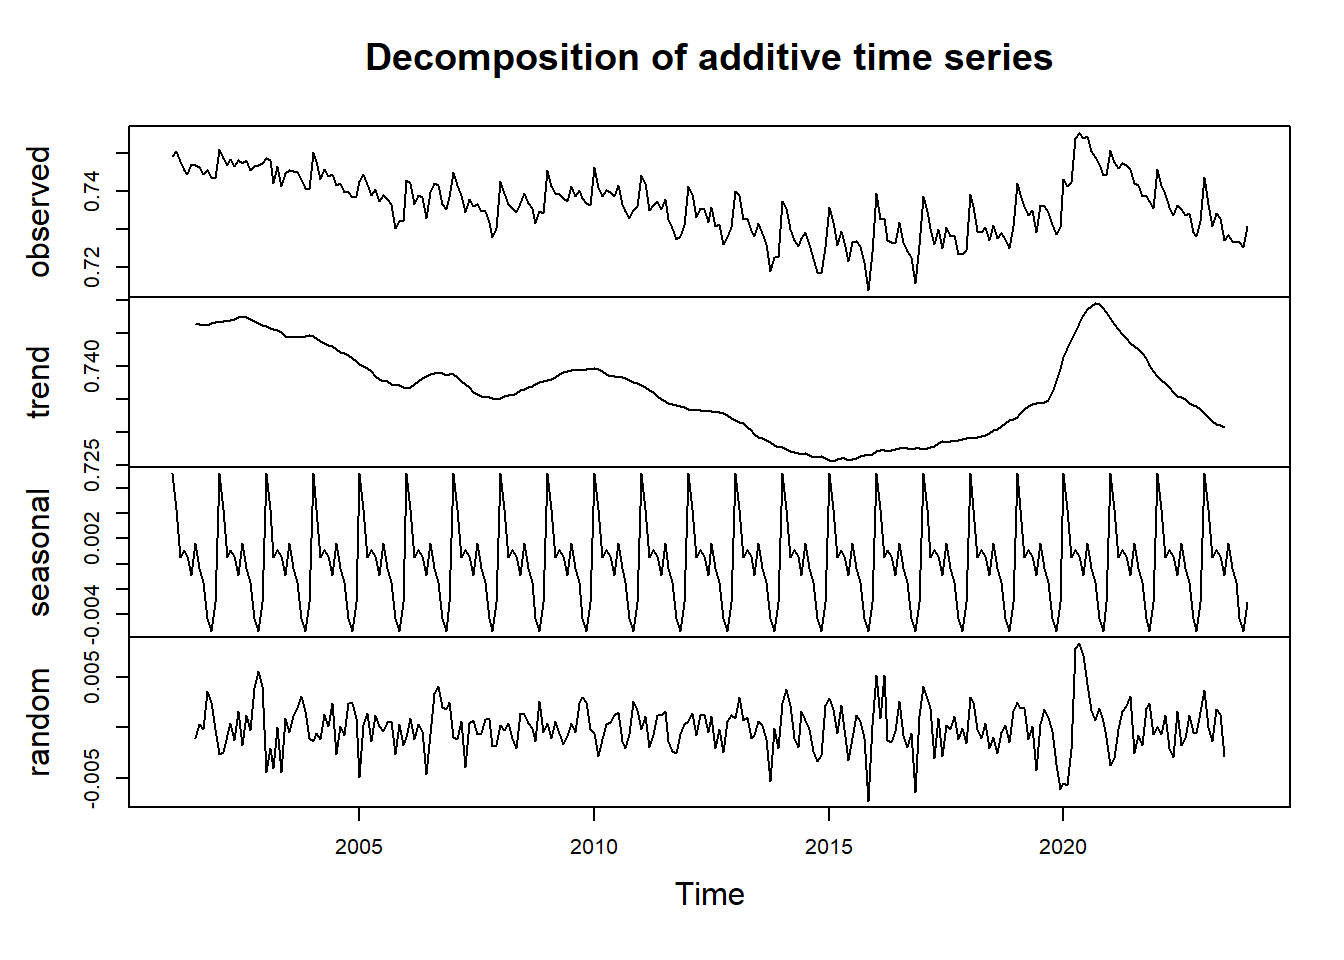 Decomposition of additive time series
observed
0.72 0.74
trend
0.725 0.740
seasonal
-0.004 0.002
random
-0.005 0.005
2005 2010 2015 2020
Time